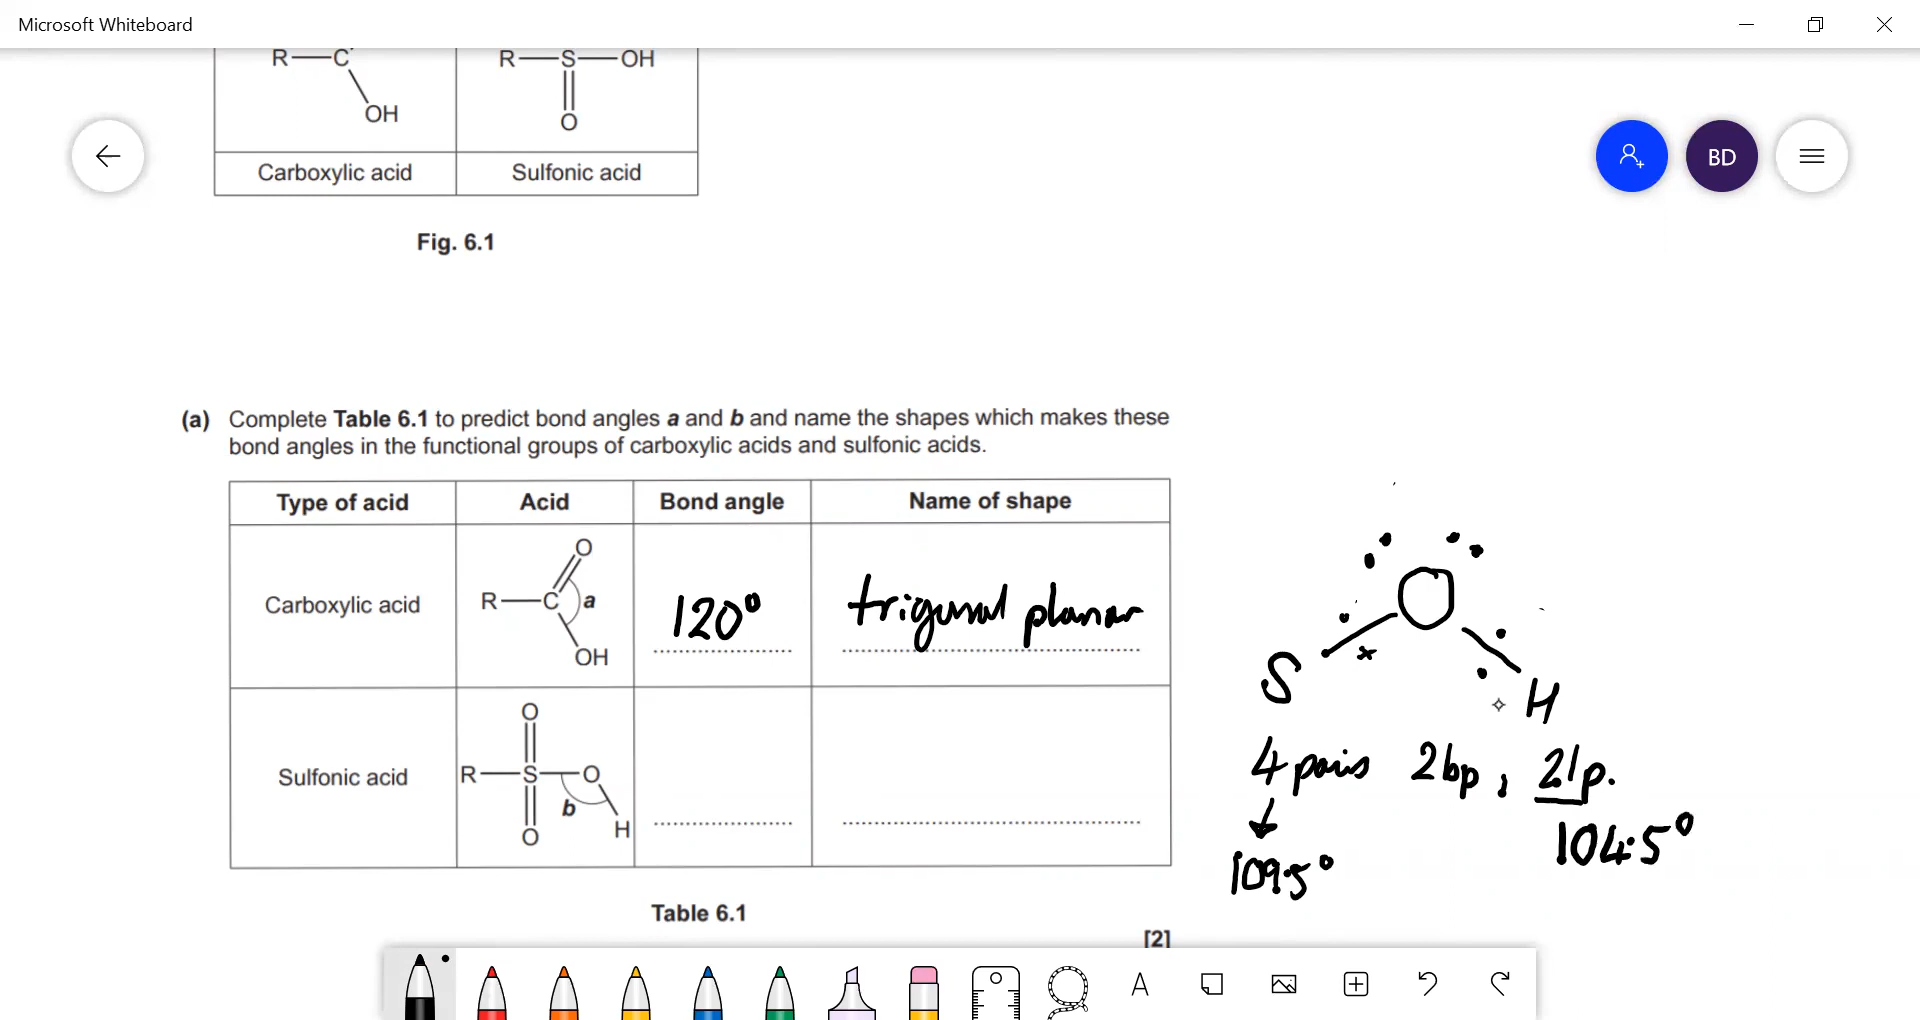 Microsoft Whiteboard
R C
OH
R S OH
O
Carboxylic acid Sulfonic acid
Fig. 6.1
BD
(a) Complete Table 6.1 to predict bond angles a and b and name the shapes which makes these
bond angles in the functional groups of carboxylic acids and sulfonic acids.
Type of acid Acid Bond angle Name of shape
Carboxylic acid
O
R C a
OH
120° trigonal planar
Sulfonic acid
O
R S O
b
H
O
Table 6.1
[2]
O
S
H
4 pairs 2bp, 2lp.
109.5°
104.5°
A